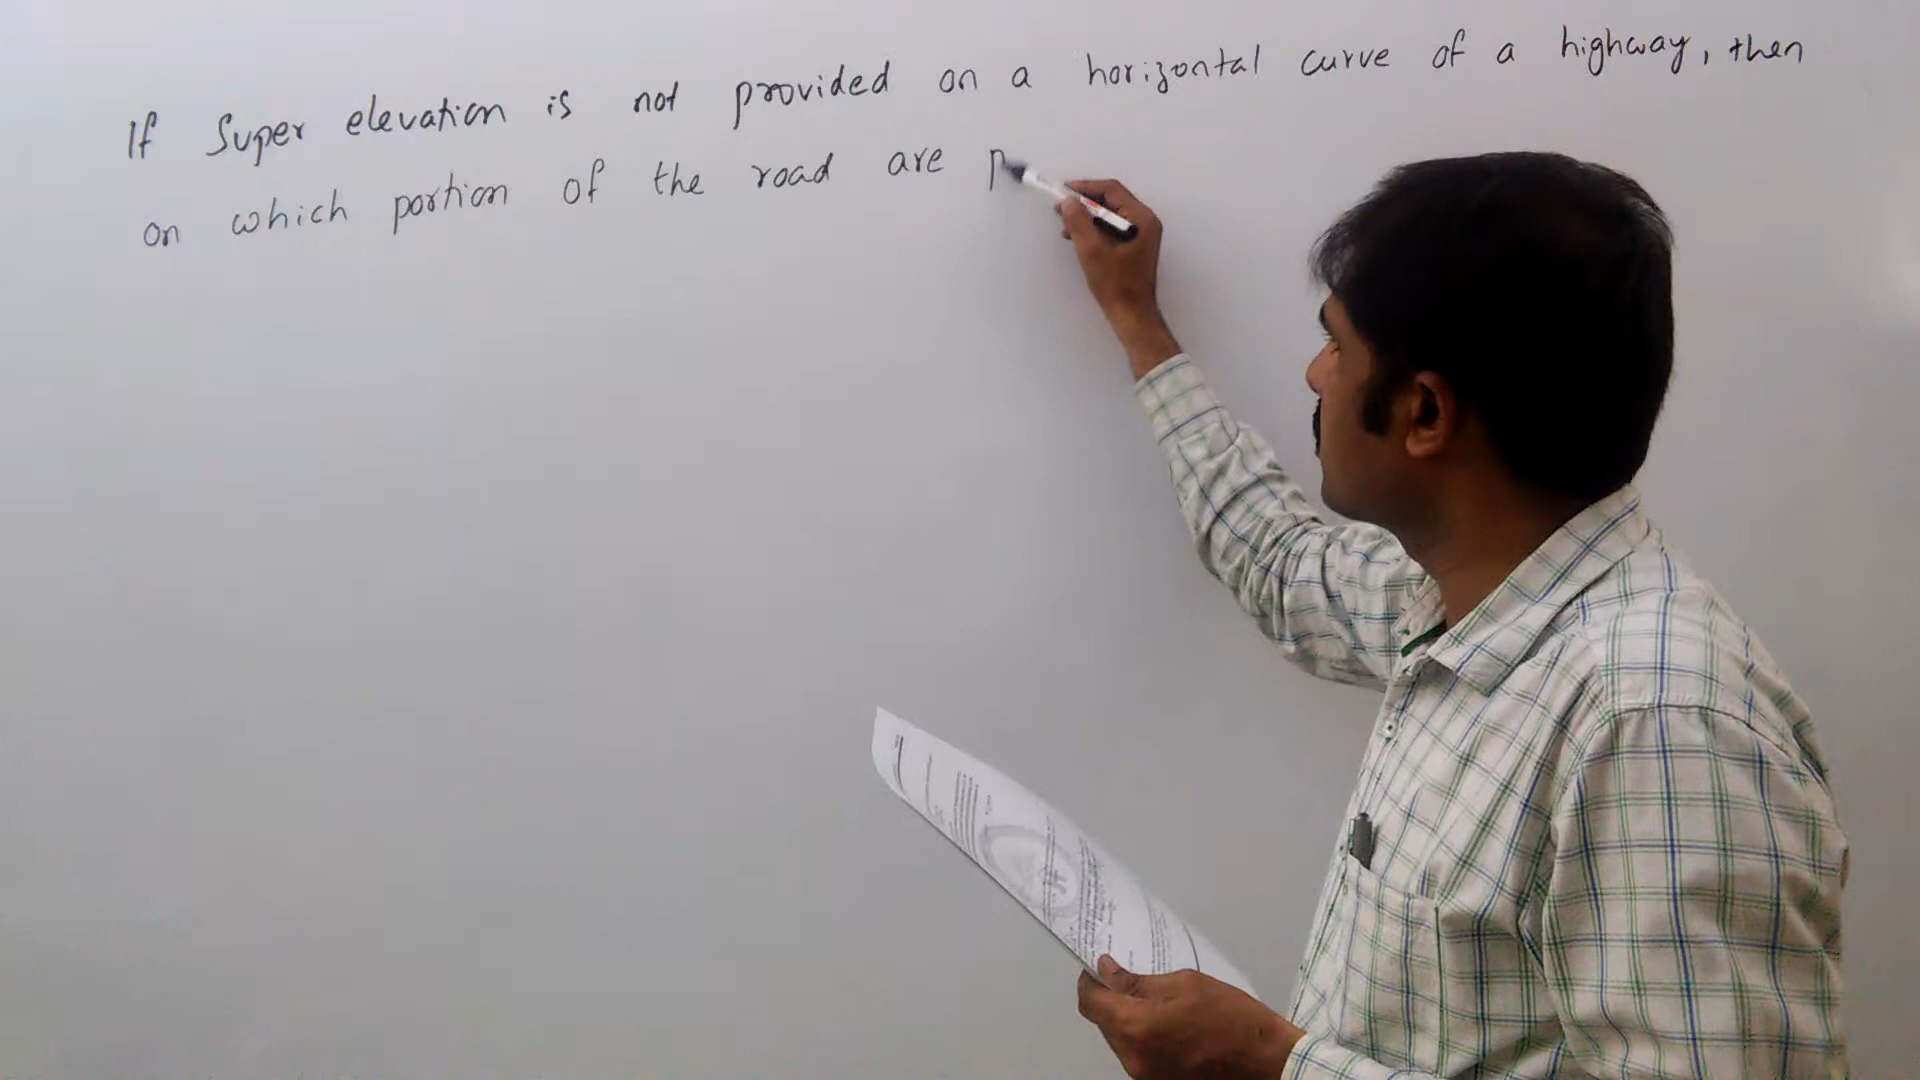 If Super elevation is not provided on a horizontal curve of a highway, then
on which portion of the road are p